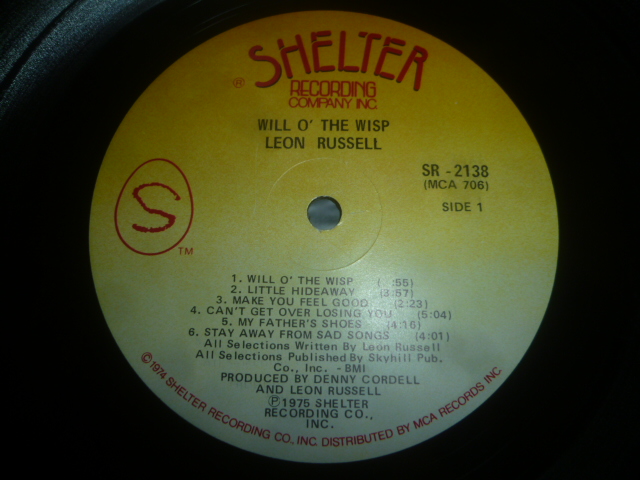 SHELTER
® RECORDING
COMPANY INC.
WILL O' THE WISP
LEON RUSSELL
SR - 2138
(MCA 706)
SIDE 1
S
TM
1. WILL O' THE WISP ( :55)
2. LITTLE HIDEAWAY (3:57)
3. MAKE YOU FEEL GOOD (2:23)
4. CAN'T GET OVER LOSING YOU (5:04)
5. MY FATHER'S SHOES (4:16)
6. STAY AWAY FROM SAD SONGS (4:01)
All Selections Written By Leon Russell
All Selections Published By Skyhill Pub.
Co., Inc. - BMI
PRODUCED BY DENNY CORDELL
AND LEON RUSSELL
℗ 1975 SHELTER
RECORDING CO.,
INC.
© 1974 SHELTER RECORDING CO., INC. DISTRIBUTED BY MCA RECORDS INC.